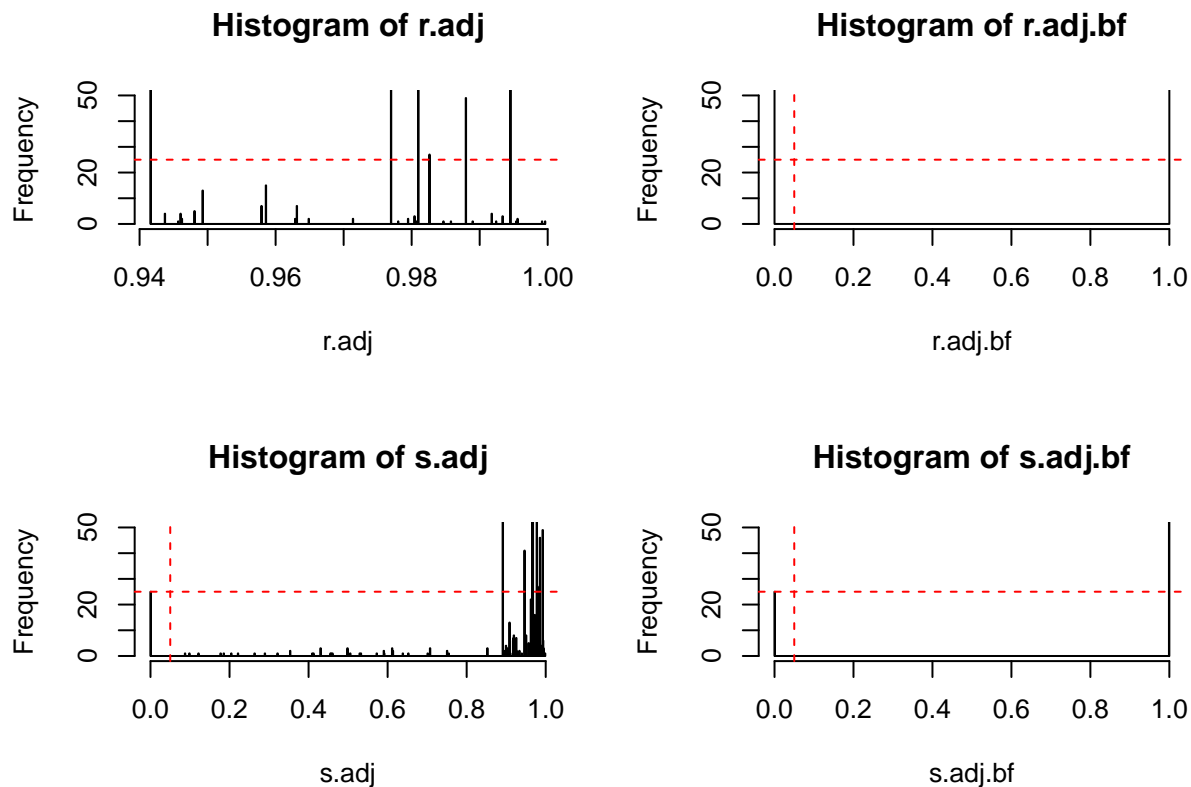 Histogram of r.adj
Frequency
0 20 50
0.94 0.96 0.98 1.00
r.adj
Histogram of r.adj.bf
Frequency
0 20 50
0.0 0.2 0.4 0.6 0.8 1.0
r.adj.bf
Histogram of s.adj
Frequency
0 20 50
0.0 0.2 0.4 0.6 0.8 1.0
s.adj
Histogram of s.adj.bf
Frequency
0 20 50
0.0 0.2 0.4 0.6 0.8 1.0
s.adj.bf